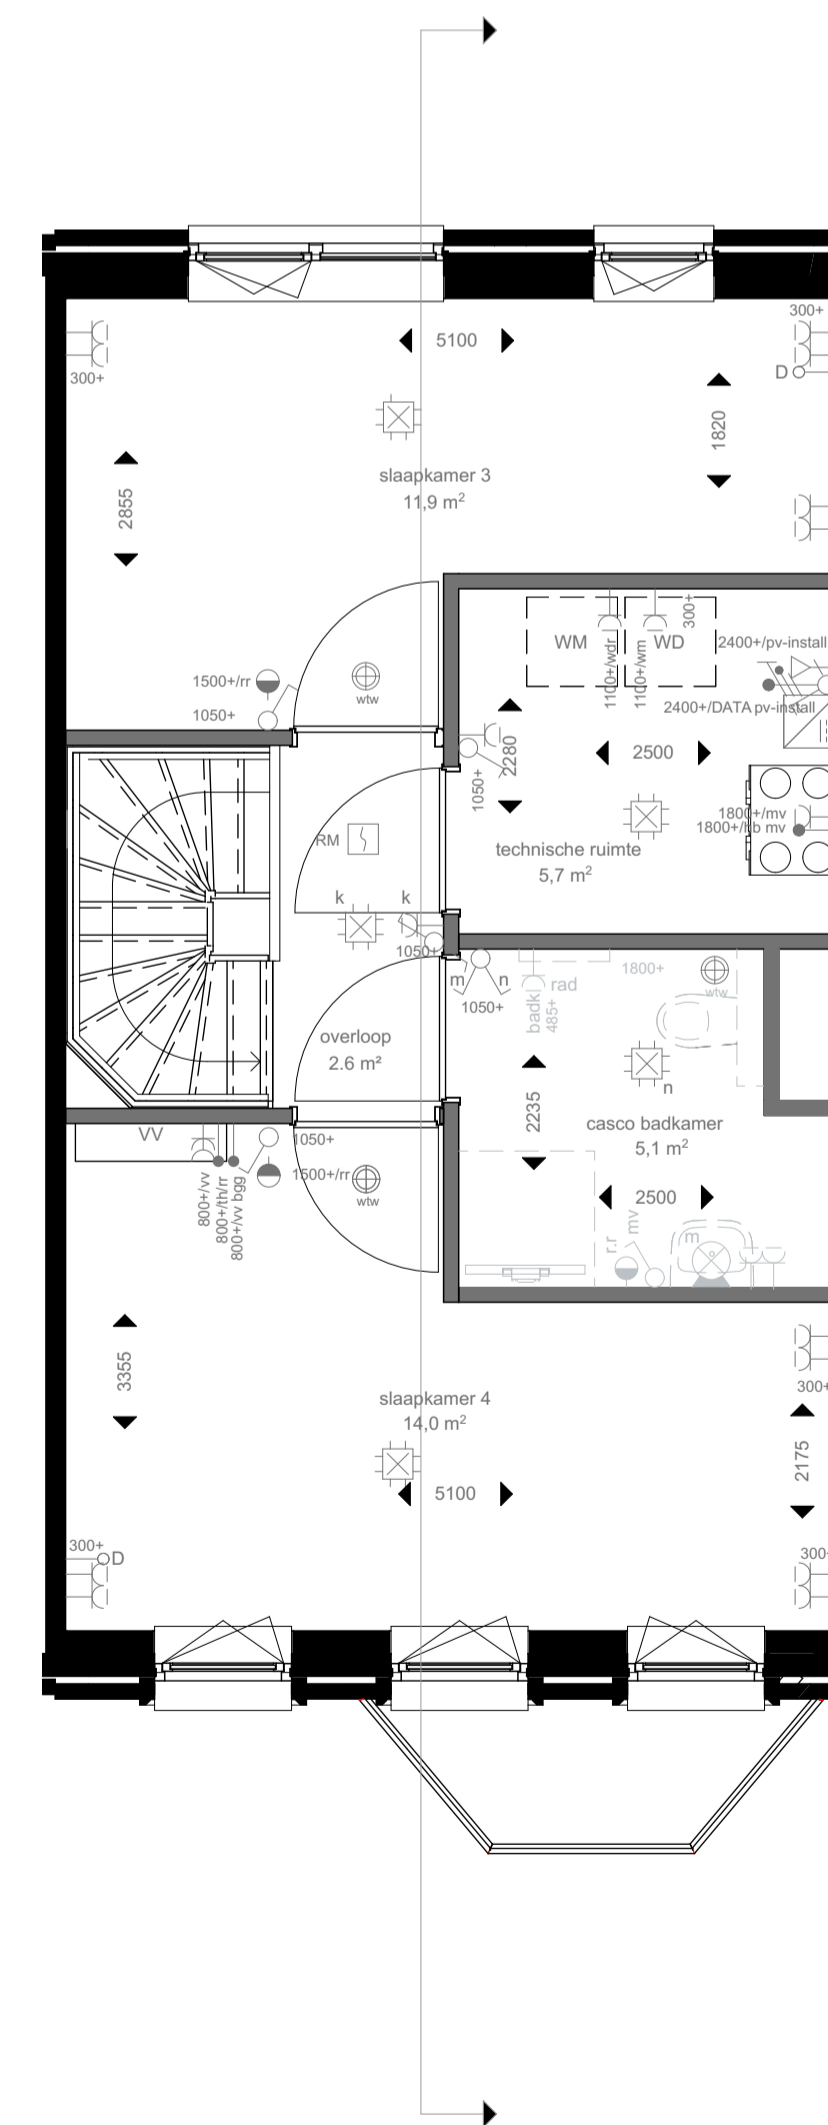 300+
5100
300+
D
1820
slaapkamer 3
11,9 m²
2855
WM
WD
300+
1100+/wdr
1100+/wm
2400+/pv-install
2400+/DATA pv-install
1500+/rr
1050+
wtw
2280
2500
1050+
1800+/mv
1800+/hb mv
technische ruimte
5,7 m²
RM
k
k
1050+
m
n
1050+
badk
rad
485+
1800+
wtw
n
overloop
2.6 m²
2235
casco badkamer
5,1 m²
2500
VV
1050+
1500+/rr
wtw
800+/vv
800+/th/rr
800+/vv bgg
r.r
mv
m
3355
slaapkamer 4
14,0 m²
300+
2175
5100
300+
D
300+